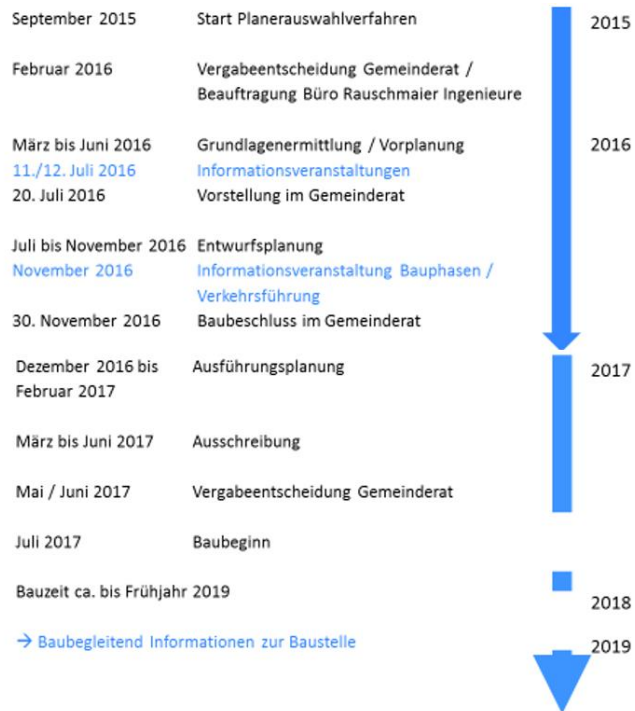 September 2015 Start Planerauswahlverfahren 2015
Februar 2016 Vergabeentscheidung Gemeinderat /
Beauftragung Büro Rauschmaier Ingenieure
März bis Juni 2016 Grundlagenermittlung / Vorplanung 2016
11./12. Juli 2016 Informationsveranstaltungen
20. Juli 2016 Vorstellung im Gemeinderat
Juli bis November 2016 Entwurfsplanung
November 2016 Informationsveranstaltung Bauphasen /
Verkehrsführung
30. November 2016 Baubeschluss im Gemeinderat
Dezember 2016 bis Ausführungsplanung 2017
Februar 2017
März bis Juni 2017 Ausschreibung
Mai / Juni 2017 Vergabeentscheidung Gemeinderat
Juli 2017 Baubeginn
Bauzeit ca. bis Frühjahr 2019
2018
→ Baubegleitend Informationen zur Baustelle 2019